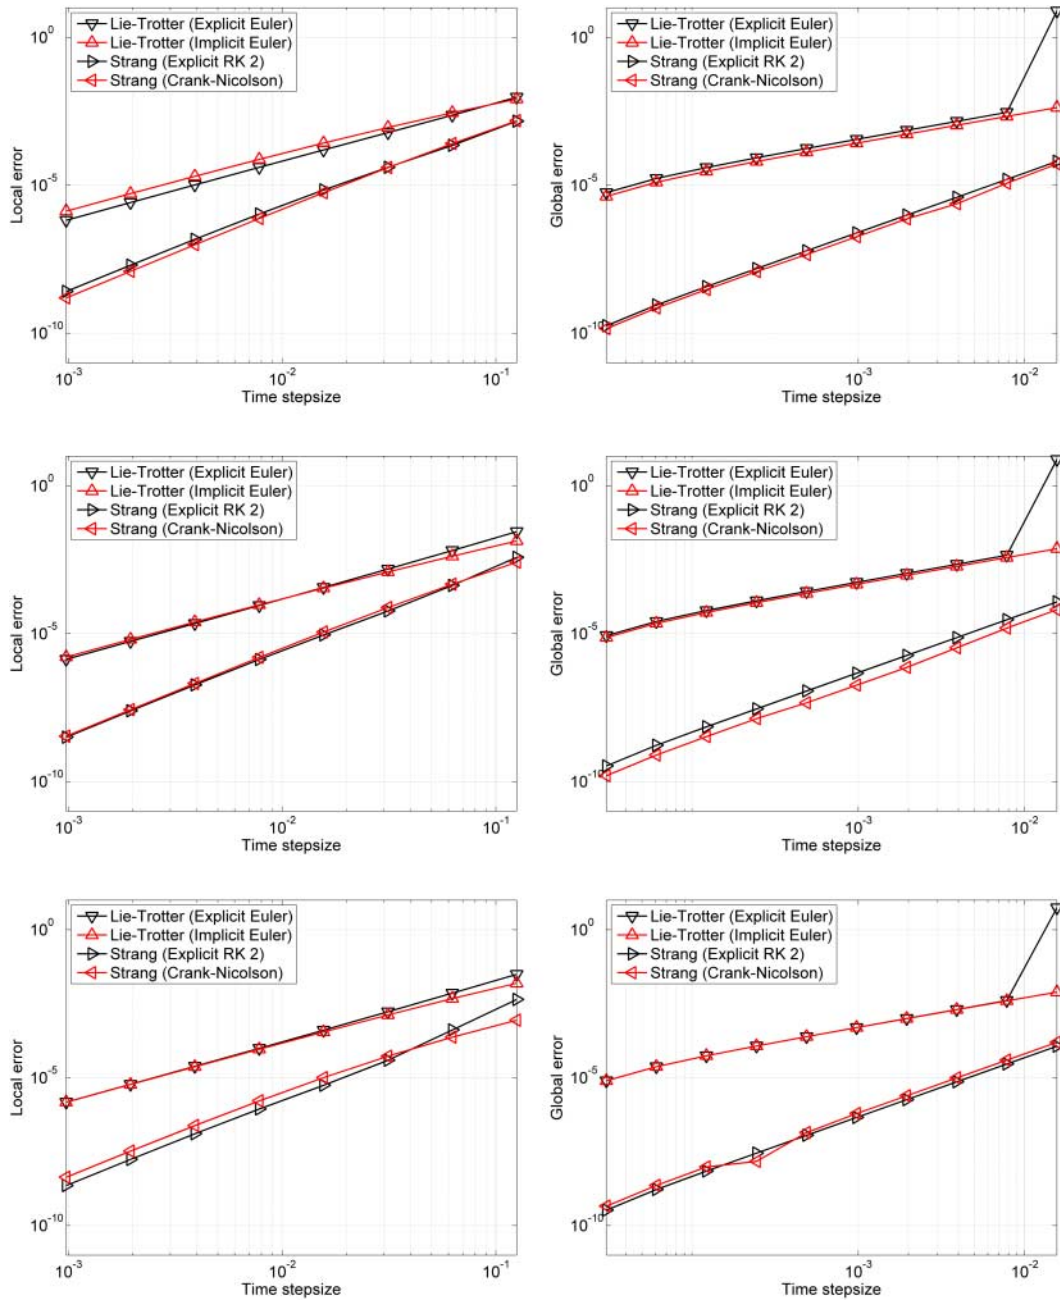 Lie-Trotter (Explicit Euler)
Lie-Trotter (Implicit Euler)
Strang (Explicit RK 2)
Strang (Crank-Nicolson)
10^0
10^-5
10^-10
Local error
10^-3
10^-2
10^-1
Time stepsize
Lie-Trotter (Explicit Euler)
Lie-Trotter (Implicit Euler)
Strang (Explicit RK 2)
Strang (Crank-Nicolson)
10^0
10^-5
10^-10
Global error
10^-3
10^-2
Time stepsize
Lie-Trotter (Explicit Euler)
Lie-Trotter (Implicit Euler)
Strang (Explicit RK 2)
Strang (Crank-Nicolson)
10^0
10^-5
10^-10
Local error
10^-3
10^-2
10^-1
Time stepsize
Lie-Trotter (Explicit Euler)
Lie-Trotter (Implicit Euler)
Strang (Explicit RK 2)
Strang (Crank-Nicolson)
10^0
10^-5
10^-10
Global error
10^-3
10^-2
Time stepsize
Lie-Trotter (Explicit Euler)
Lie-Trotter (Implicit Euler)
Strang (Explicit RK 2)
Strang (Crank-Nicolson)
10^0
10^-5
10^-10
Local error
10^-3
10^-2
10^-1
Time stepsize
Lie-Trotter (Explicit Euler)
Lie-Trotter (Implicit Euler)
Strang (Explicit RK 2)
Strang (Crank-Nicolson)
10^0
10^-5
10^-10
Global error
10^-3
10^-2
Time stepsize